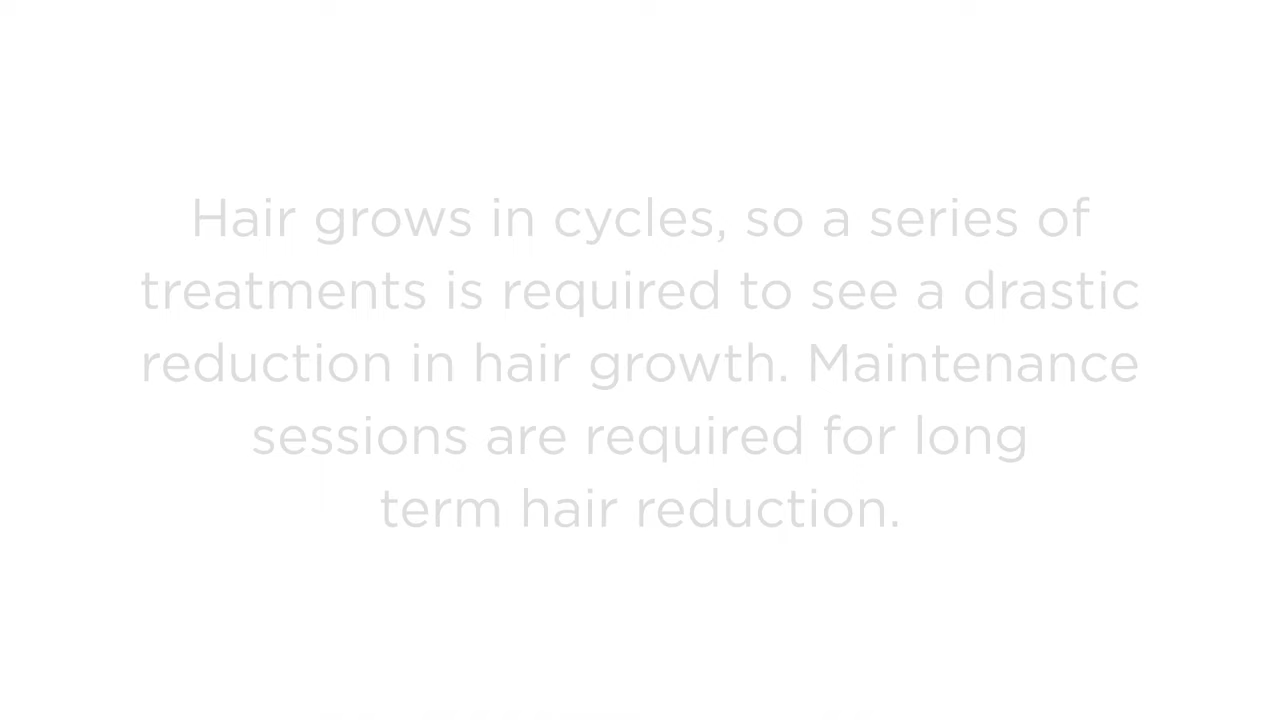 Hair grows in cycles, so a series of
treatments is required to see a drastic
reduction in hair growth. Maintenance
sessions are required for long
term hair reduction.